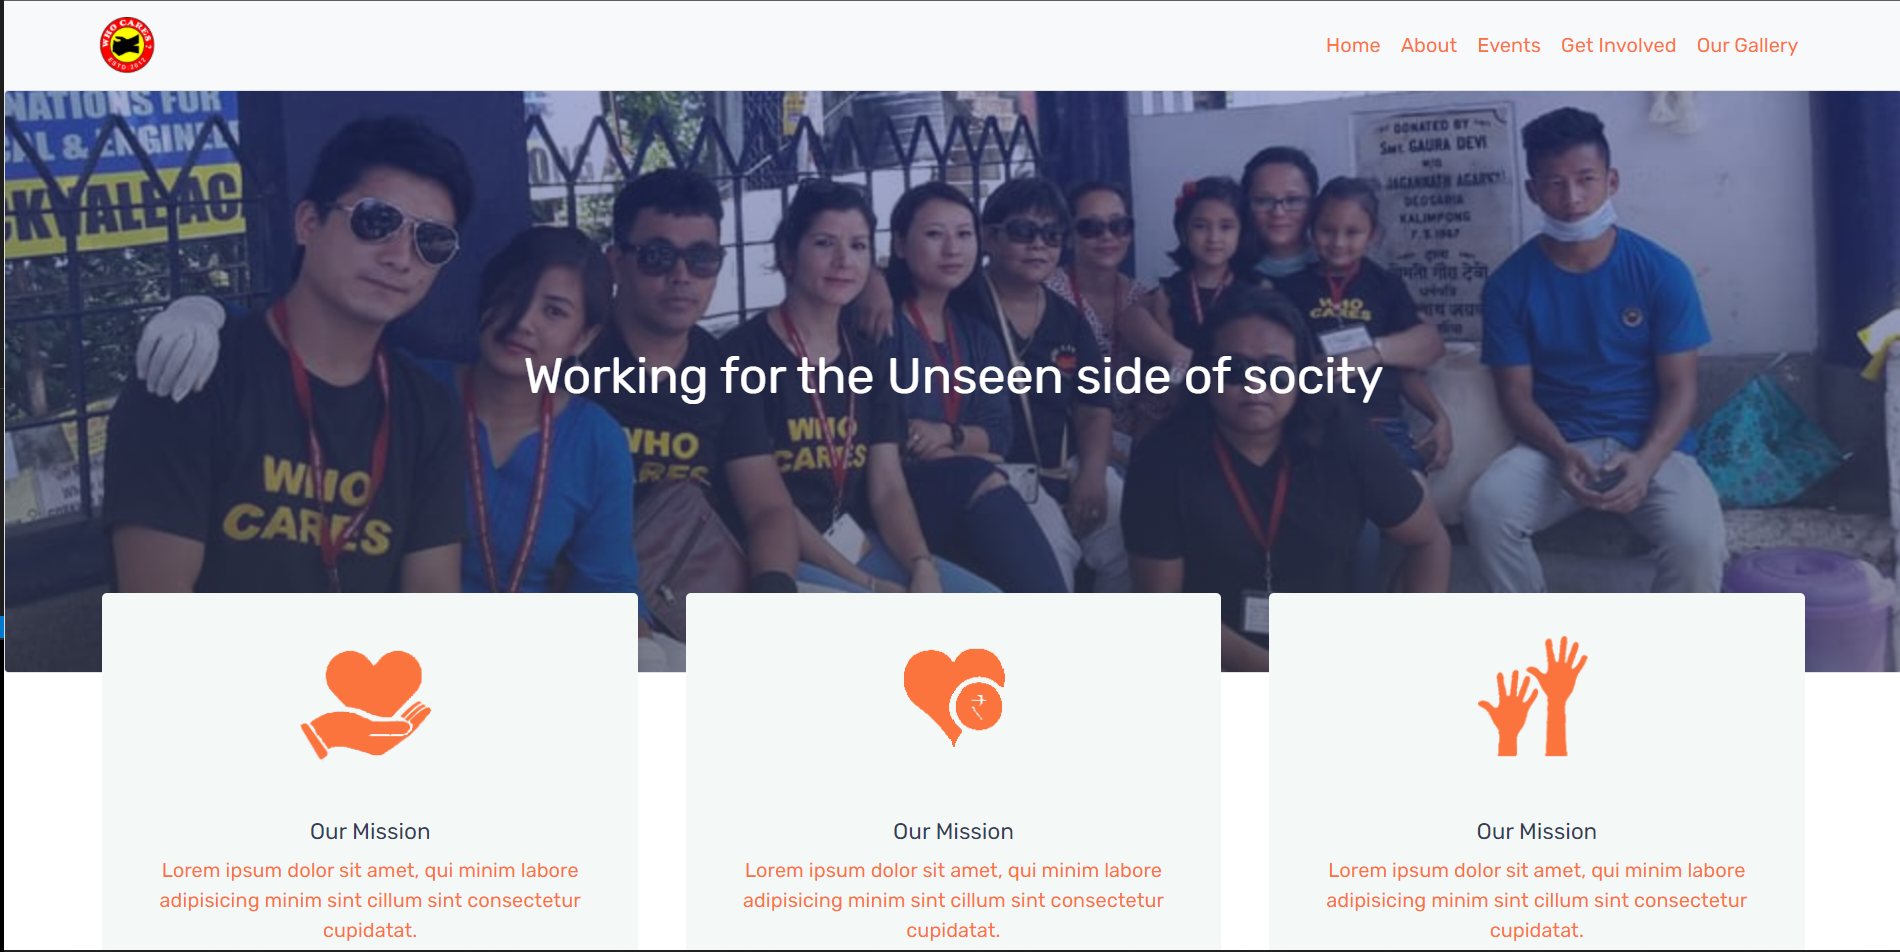 WHO CARES ?
ESTD:2012
Home About Events Get Involved Our Gallery
NATIONS FOR
AL & ENGINEE
CKVALE AC
DONATED BY
Smt. GAURA DEVI
W/O
JAGANNATH AGARWAL
DEOSARIA
KALIMPONG
Working for the Unseen side of socity
WHO
CARES
WHO
CARES
WHO
CARES
WHO
CARES
Our Mission
Lorem ipsum dolor sit amet, qui minim labore
adipisicing minim sint cillum sint consectetur
cupidatat.
Our Mission
Lorem ipsum dolor sit amet, qui minim labore
adipisicing minim sint cillum sint consectetur
cupidatat.
Our Mission
Lorem ipsum dolor sit amet, qui minim labore
adipisicing minim sint cillum sint consectetur
cupidatat.